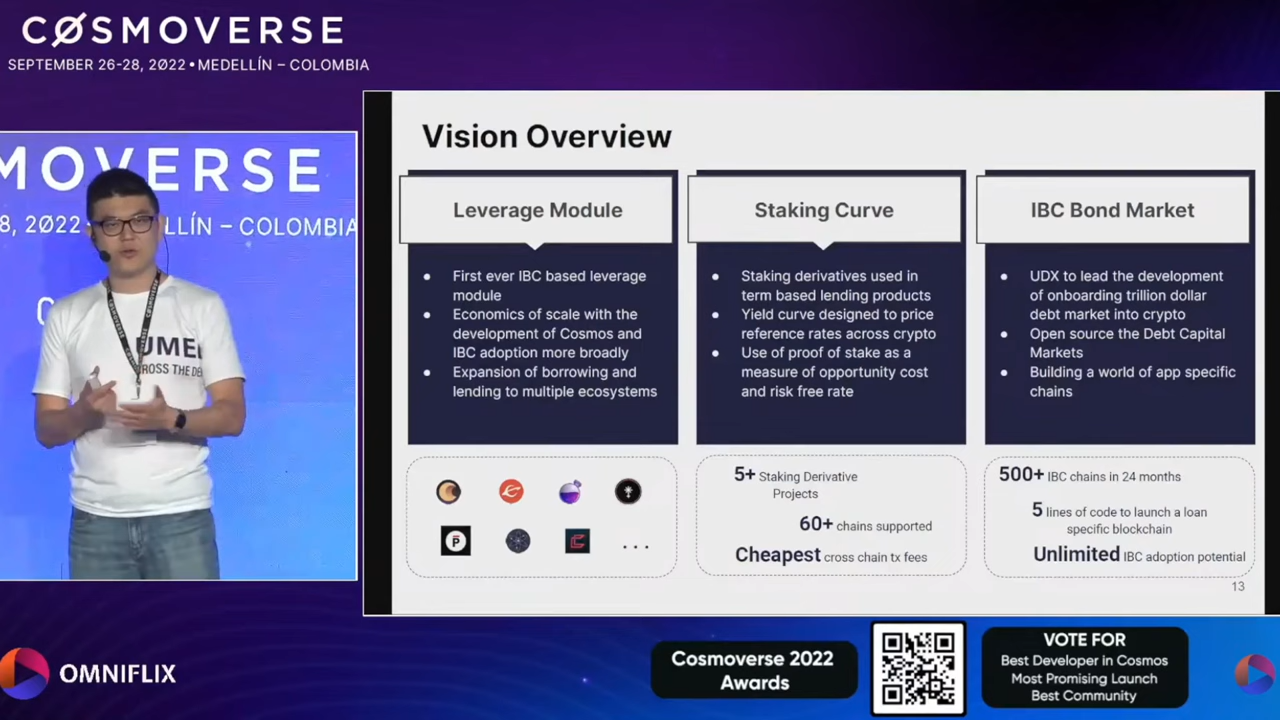 CØSMOVERSE
SEPTEMBER 26-28, 2022 • MEDELLÍN – COLOMBIA
MOVERSE
8, 2022 LLÍN – COLOMBIA
UME
ROSS THE DE
Vision Overview
Leverage Module
• First ever IBC based leverage
module
• Economics of scale with the
development of Cosmos and
IBC adoption more broadly
• Expansion of borrowing and
lending to multiple ecosystems
Staking Curve
• Staking derivatives used in
term based lending products
• Yield curve designed to price
reference rates across crypto
• Use of proof of stake as a
measure of opportunity cost
and risk free rate
5+ Staking Derivative
Projects
60+ chains supported
Cheapest cross chain tx fees
IBC Bond Market
• UDX to lead the development
of onboarding trillion dollar
debt market into crypto
• Open source the Debt Capital
Markets
• Building a world of app specific
chains
500+ IBC chains in 24 months
5 lines of code to launch a loan
specific blockchain
Unlimited IBC adoption potential
13
OMNIFLIX
Cosmoverse 2022
Awards
VOTE FOR
Best Developer in Cosmos
Most Promising Launch
Best Community